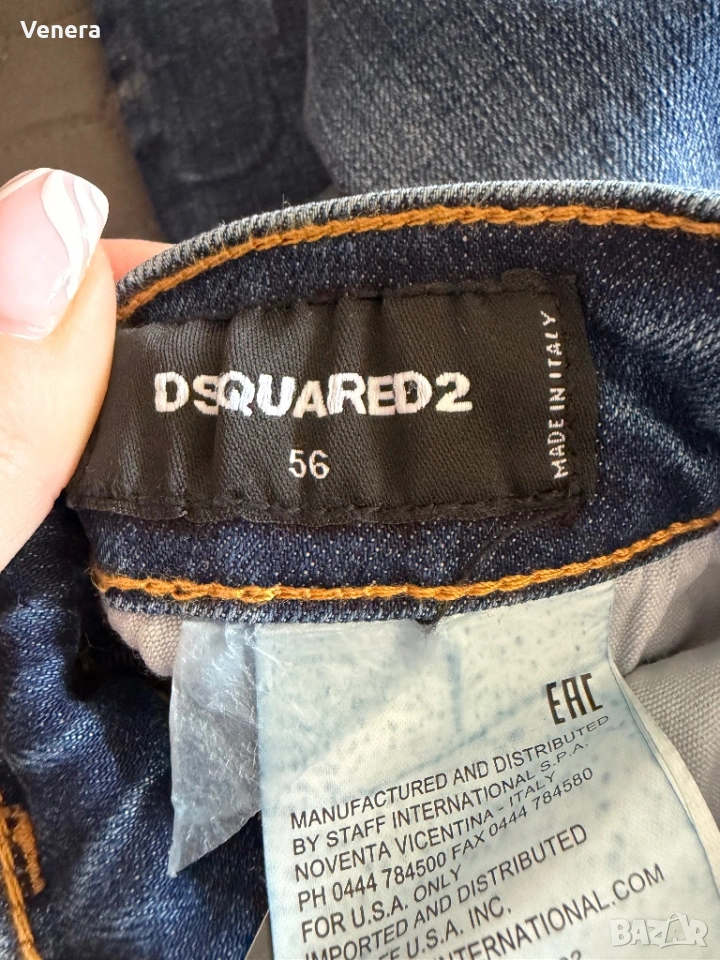 Venera
DSQUARED2
56
MADE IN ITALY
EAC
MANUFACTURED AND DISTRIBUTED
BY STAFF INTERNATIONAL S.P.A.
NOVENTA VICENTINA - ITALY
PH 0444 784500 FAX 0444 784580
FOR U.S.A. ONLY
IMPORTED AND DISTRIBUTED
U.S.A. INC.
INTERNATIONAL.COM
BAZAR